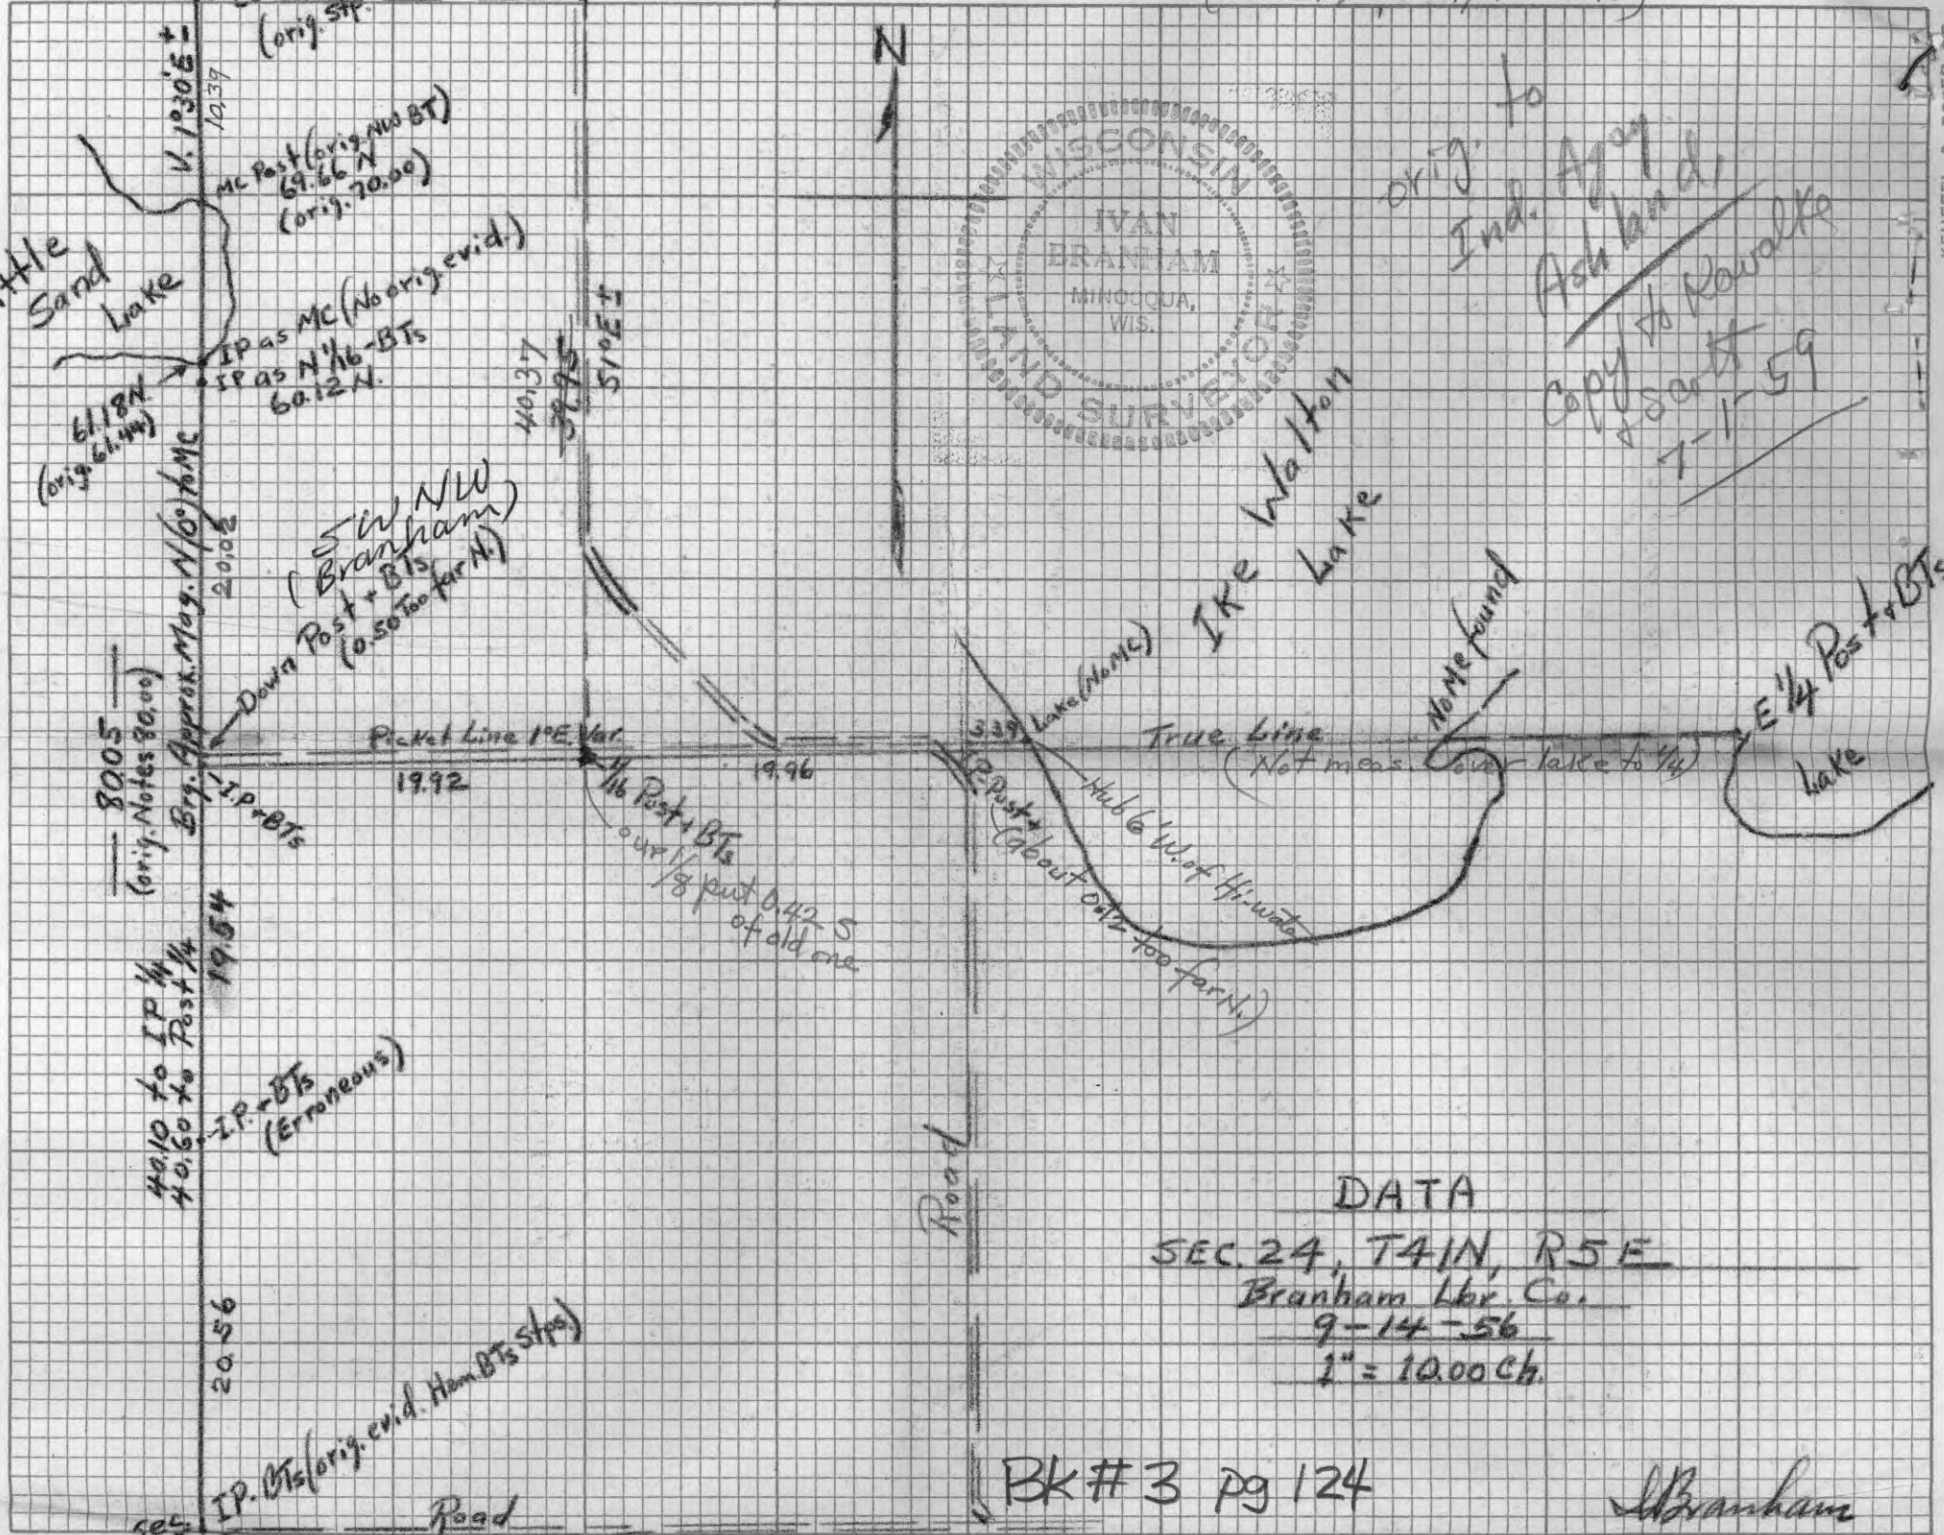 (orig. Stp.
V. 1°30'E±
10.39
N
Mc Post (orig. NW BT)
69.66 N
(orig. 70.00)
Sand
Lake
IP as MC (No orig. evid.)
IP as N 1/16 - BTs
60.12 N.
61.18 N
(orig. 61.44)
40.37
39.95
51°E±
WISCONSIN
IVAN
BRANHAM
MINOCQUA,
WIS.
LAND SURVEYOR
orig. to
Ind. Agcy
Ashland,
Copy to Kowalke
& Scott
7-1-59
Ike Walton
Lake
SW NW
(Branham)
Down Post + BTs
(0.50 Too far N.)
Brg. Approx. Mag. N/(0°) to MC
20.02
80.05
(orig. Notes 80.00)
Picket Line 1°E. Var.
19.92
19.96
3.39
Lake (No MC)
True Line
(Not meas. over lake to 1/4)
No Mc found
E 1/4 Post + BTs
Lake
I.P. + BTs
1/16 Post + BTs
our 1/8 put 0.42 S
of old one
Hub 6' W. of Hi-water
(about 0.12 too far N.)
19.54
40.10 to IP 1/4
40.60 to Post 1/4
I.P. + BTs
(Erroneous)
Road
20.56
DATA
SEC. 24, T41N, R5E
Branham Lbr. Co.
9-14-56
1" = 10.00 Ch.
I.P. BTs (orig. evid. Hem. BTs Stps.)
Sec.
Road
BK # 3 pg 124
I Branham